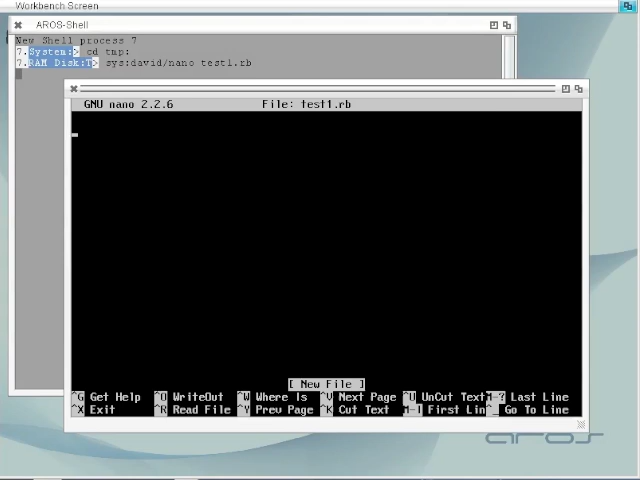 Workbench Screen
AROS-Shell
New Shell process 7
7.System:> cd tmp:
7.RAM Disk:T> sys:david/nano test1.rb
GNU nano 2.2.6 File: test1.rb
[ New File ]
^G Get Help ^O WriteOut ^W Where Is ^V Next Page ^U UnCut Text M-? Last Line
^X Exit ^R Read File ^Y Prev Page ^K Cut Text M-| First Lin ^_ Go To Line
aros